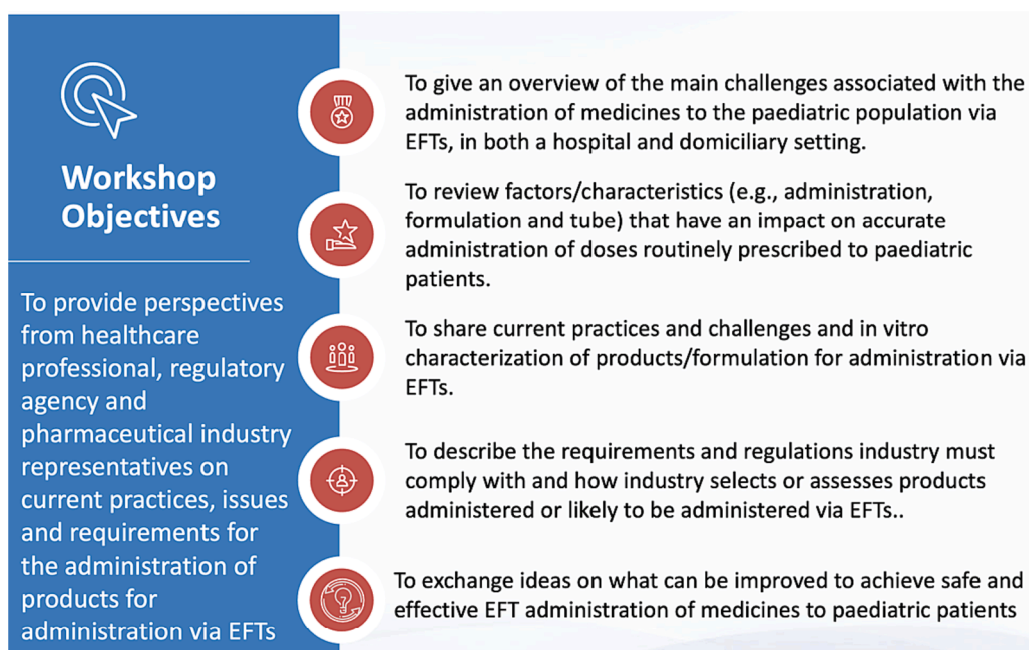 Workshop
Objectives
To provide perspectives
from healthcare
professional, regulatory
agency and
pharmaceutical industry
representatives on
current practices, issues
and requirements for
the administration of
products for
administration via EFTs
To give an overview of the main challenges associated with the
administration of medicines to the paediatric population via
EFTs, in both a hospital and domiciliary setting.
To review factors/characteristics (e.g., administration,
formulation and tube) that have an impact on accurate
administration of doses routinely prescribed to paediatric
patients.
To share current practices and challenges and in vitro
characterization of products/formulation for administration via
EFTs.
To describe the requirements and regulations industry must
comply with and how industry selects or assesses products
administered or likely to be administered via EFTs..
To exchange ideas on what can be improved to achieve safe and
effective EFT administration of medicines to paediatric patients